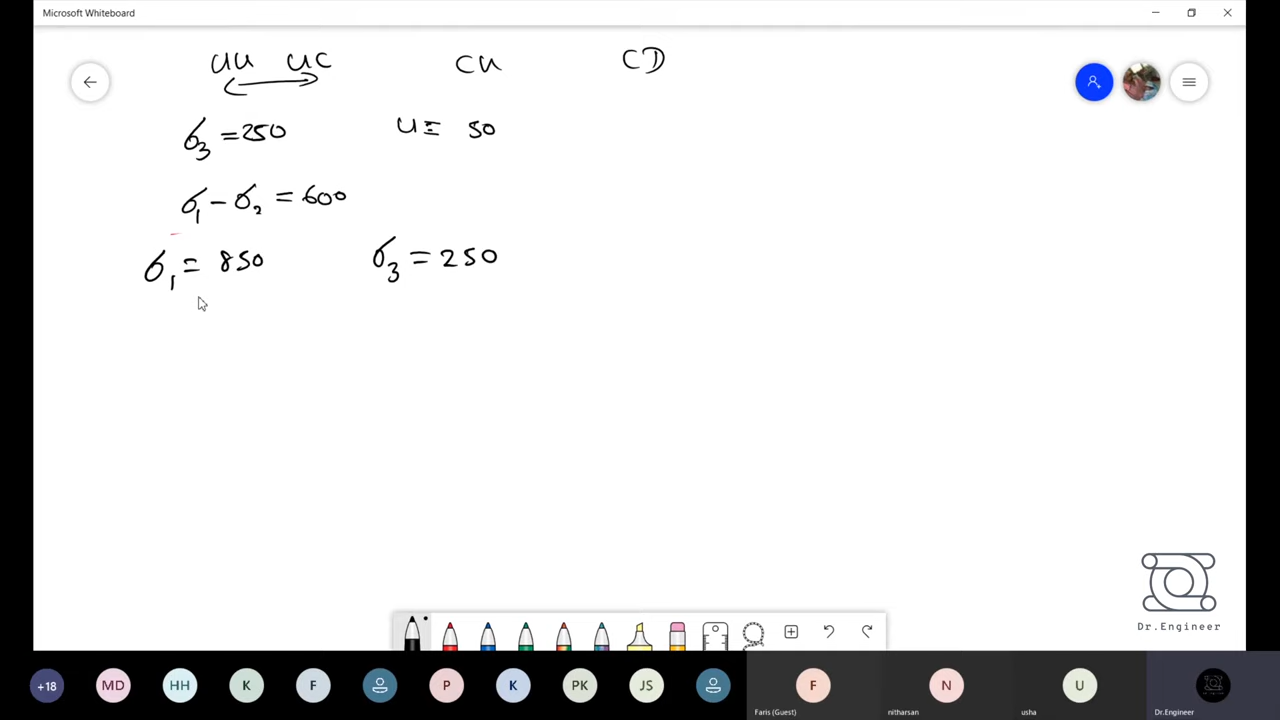 Microsoft Whiteboard
UU UC CU CD
σ₃ = 250 U = 50
σ₁ - σ₂ = 600
σ₁ = 850 σ₃ = 250
Dr.Engineer
+18 MD HH K F P K PK JS F N U
Faris (Guest) nitharsan usha Dr.Engineer